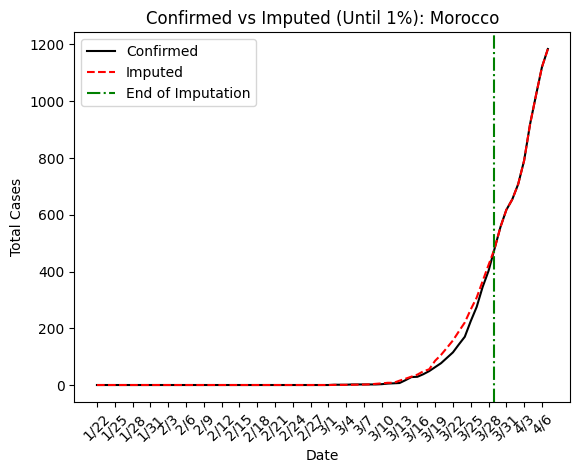 Confirmed vs Imputed (Until 1%): Morocco
Confirmed
Imputed
End of Imputation
Total Cases
1200
1000
800
600
400
200
0
1/22 1/25 1/28 1/31 2/3 2/6 2/9 2/12 2/15 2/18 2/21 2/24 2/27 3/1 3/4 3/7 3/10 3/13 3/16 3/19 3/22 3/25 3/28 3/31 4/3 4/6
Date